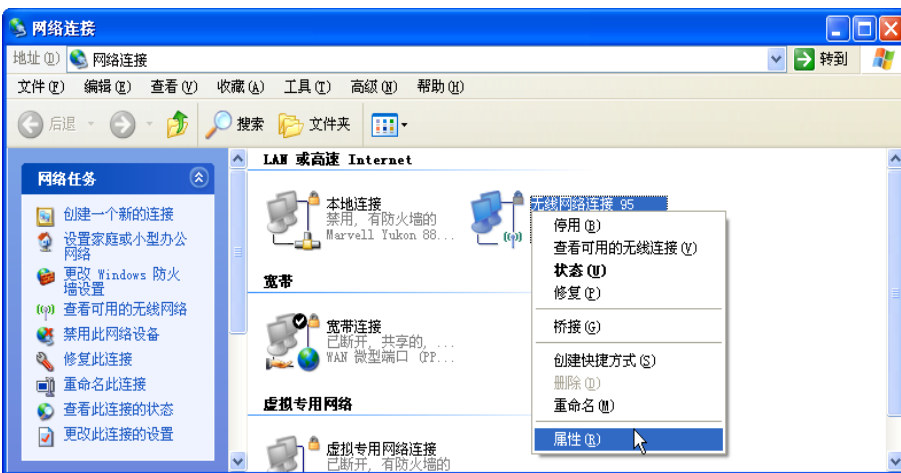 网络连接
地址(D) 网络连接 转到
文件(F) 编辑(E) 查看(V) 收藏(A) 工具(T) 高级(N) 帮助(H)
后退 搜索 文件夹
网络任务
创建一个新的连接
设置家庭或小型办公
网络
更改 Windows 防火
墙设置
查看可用的无线网络
禁用此网络设备
修复此连接
重命名此连接
查看此连接的状态
更改此连接的设置
LAN 或高速 Internet
本地连接
禁用, 有防火墙的
Marvell Yukon 88...
无线网络连接 95
宽带
宽带连接
已断开, 共享的, ...
WAN 微型端口 (PP...
虚拟专用网络
虚拟专用网络连接
已断开, 有防火墙的
停用(B)
查看可用的无线连接(V)
状态(U)
修复(P)
桥接(G)
创建快捷方式(S)
删除(D)
重命名(M)
属性(R)